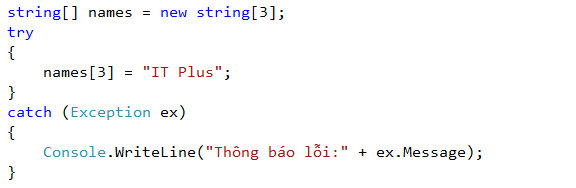 string[] names = new string[3];
try
{
    names[3] = "IT Plus";
}
catch (Exception ex)
{
    Console.WriteLine("Thông báo lỗi:" + ex.Message);
}